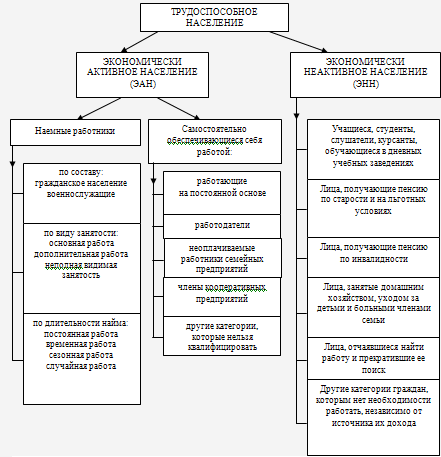 ТРУДОСПОСОБНОЕ
НАСЕЛЕНИЕ
ЭКОНОМИЧЕСКИ
АКТИВНОЕ НАСЕЛЕНИЕ
(ЭАН)
ЭКОНОМИЧЕСКИ
НЕАКТИВНОЕ НАСЕЛЕНИЕ
(ЭНН)
Наемные работники
по составу:
гражданское население
военнослужащие
по виду занятости:
основная работа
дополнительная работа
неполная видимая
занятость
по длительности найма:
постоянная работа
временная работа
сезонная работа
случайная работа
Самостоятельно
обеспечивающиеся себя
работой:
работающие
на постоянной основе
работодатели
неоплачиваемые
работники семейных
предприятий
члены кооперативных
предприятий
другие категории,
которые нельзя
квалифицировать
Учащиеся, студенты,
слушатели, курсанты,
обучающиеся в дневных
учебных заведениях
Лица, получающие пенсию
по старости и на льготных
условиях
Лица, получающие пенсию
по инвалидности
Лица, занятые домашним
хозяйством, уходом за
детьми и больными членами
семьи
Лица, отчаявшиеся найти
работу и прекратившие ее
поиск
Другие категории граждан,
которым нет необходимости
работать, независимо от
источника их дохода